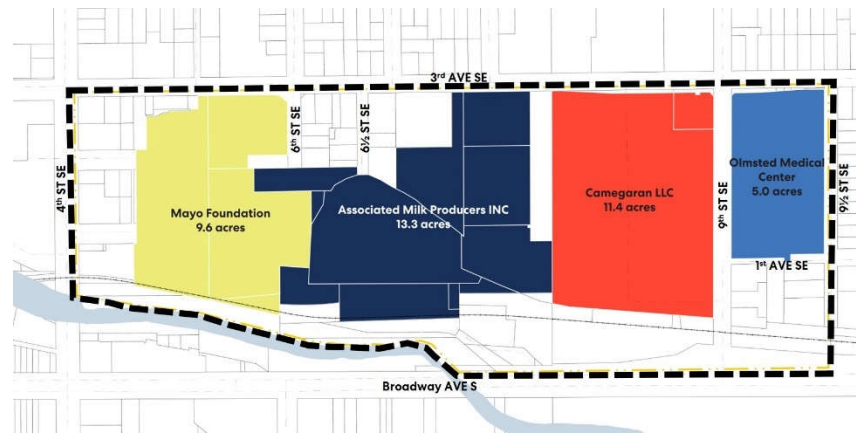 3rd AVE SE
4th ST SE
6th ST SE
6½ ST SE
Mayo Foundation
9.6 acres
Associated Milk Producers INC
13.3 acres
Camegaran LLC
11.4 acres
9th ST SE
Olmsted Medical
Center
5.0 acres
9½ ST SE
1st AVE SE
Broadway AVE S